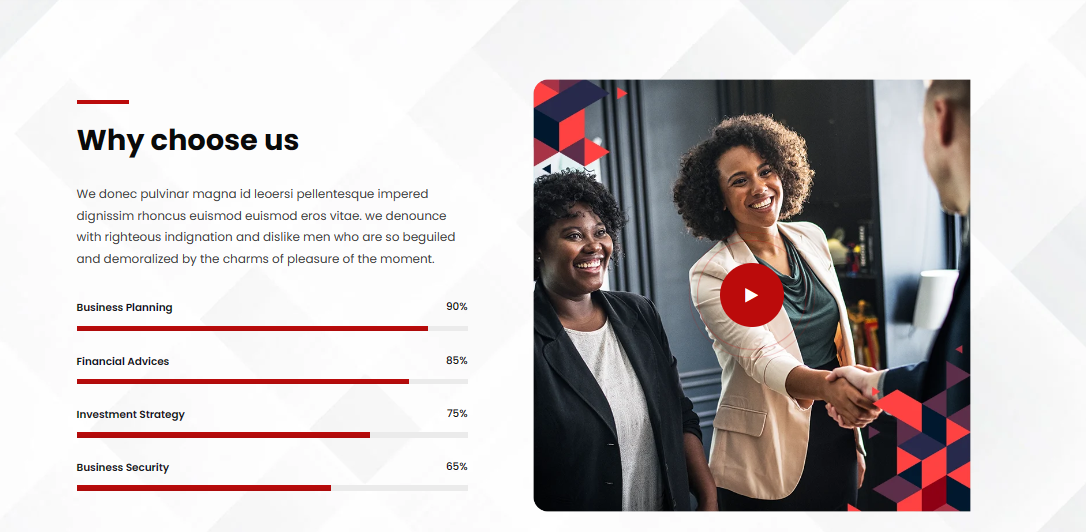 Why choose us
We donec pulvinar magna id leoersi pellentesque impered
dignissim rhoncus euismod euismod eros vitae. we denounce
with righteous indignation and dislike men who are so beguiled
and demoralized by the charms of pleasure of the moment.
Business Planning 90%
Financial Advices 85%
Investment Strategy 75%
Business Security 65%